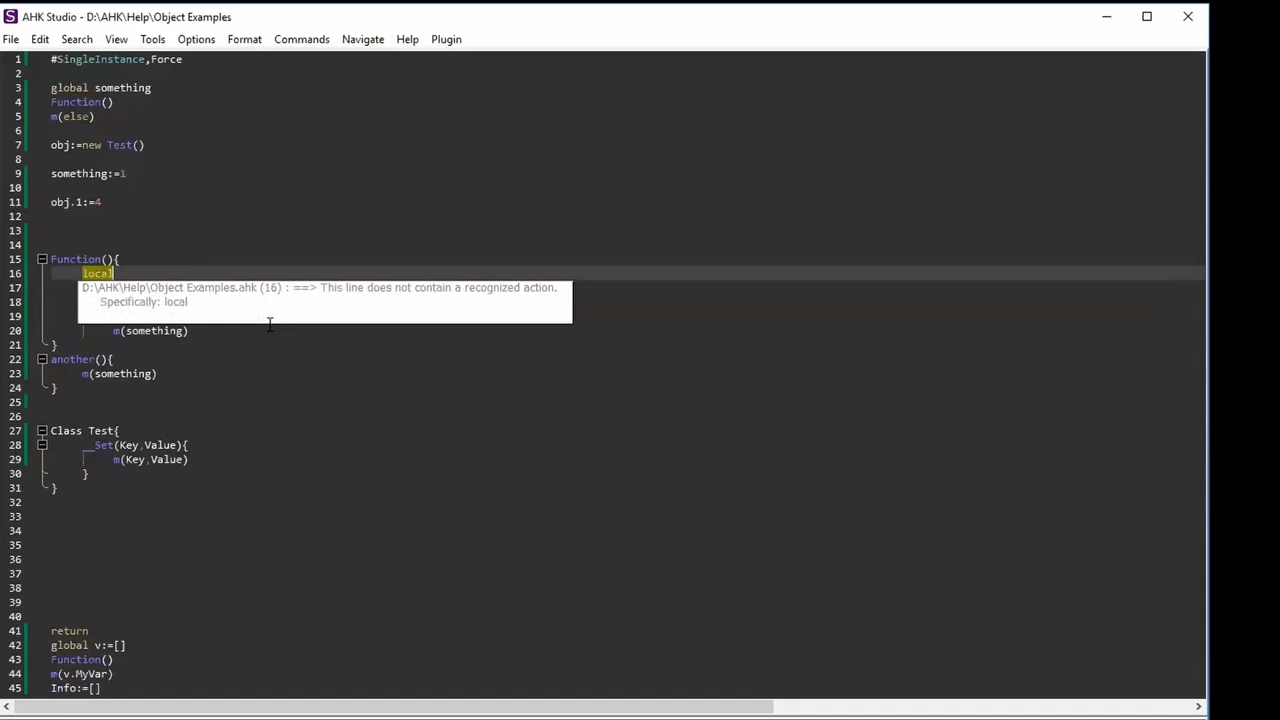 AHK Studio - D:\AHK\Help\Object Examples
File Edit Search View Tools Options Format Commands Navigate Help Plugin
1 #SingleInstance,Force
2
3 global something
4 Function()
5 m(else)
6
7 obj:=new Test()
8
9 something:=1
10
11 obj.1:=4
12
13
14
15 Function(){
16 local
17 D:\AHK\Help\Object Examples.ahk (16) : ==> This line does not contain a recognized action.
18 Specifically: local
19
20 m(something)
21 }
22 another(){
23 m(something)
24 }
25
26
27 Class Test{
28 __Set(Key,Value){
29 m(Key,Value)
30 }
31 }
32
33
34
35
36
37
38
39
40
41 return
42 global v:=[]
43 Function()
44 m(v.MyVar)
45 Info:=[]